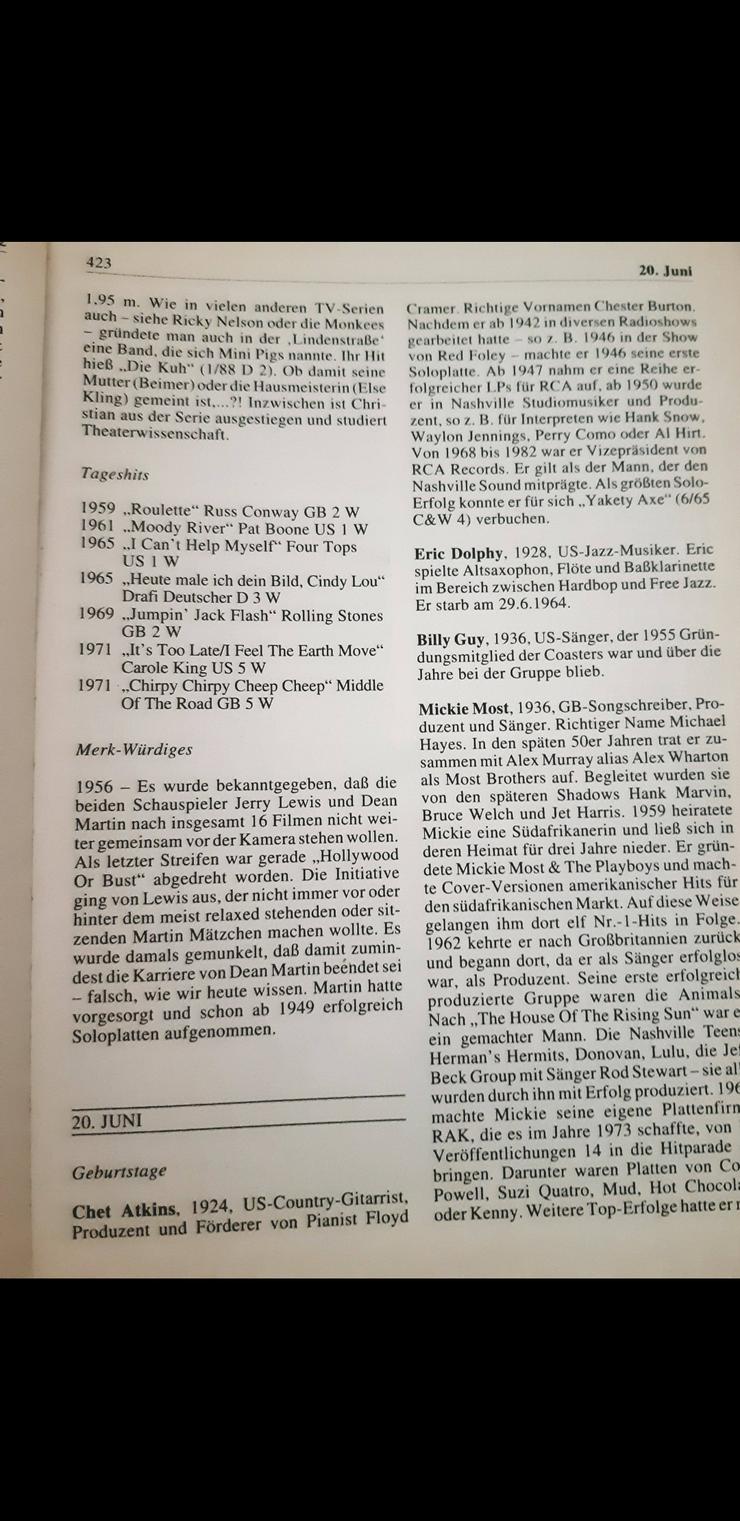 423
20. Juni
1,95 m. Wie in vielen anderen TV-Serien
auch – siehe Ricky Nelson oder die Monkees
– gründete man auch in der ‚Lindenstraße‘
eine Band, die sich Mini Pigs nannte. Ihr Hit
hieß „Die Kuh“ (1/88 D 2). Ob damit seine
Mutter (Beimer) oder die Hausmeisterin (Else
Kling) gemeint ist,...?! Inzwischen ist Chri-
stian aus der Serie ausgestiegen und studiert
Theaterwissenschaft.
Tageshits
1959 „Roulette“ Russ Conway GB 2 W
1961 „Moody River“ Pat Boone US 1 W
1965 „I Can't Help Myself“ Four Tops
US 1 W
1965 „Heute male ich dein Bild, Cindy Lou“
Drafi Deutscher D 3 W
1969 „Jumpin' Jack Flash“ Rolling Stones
GB 2 W
1971 „It's Too Late/I Feel The Earth Move“
Carole King US 5 W
1971 „Chirpy Chirpy Cheep Cheep“ Middle
Of The Road GB 5 W
Merk-Würdiges
1956 – Es wurde bekanntgegeben, daß die
beiden Schauspieler Jerry Lewis und Dean
Martin nach insgesamt 16 Filmen nicht wei-
ter gemeinsam vor der Kamera stehen wollen.
Als letzter Streifen war gerade „Hollywood
Or Bust“ abgedreht worden. Die Initiative
ging von Lewis aus, der nicht immer vor oder
hinter dem meist relaxed stehenden oder sit-
zenden Martin Mätzchen machen wollte. Es
wurde damals gemunkelt, daß damit zumin-
dest die Karriere von Dean Martin beendet sei
– falsch, wie wir heute wissen. Martin hatte
vorgesorgt und schon ab 1949 erfolgreich
Soloplatten aufgenommen.
20. JUNI
Geburtstage
Chet Atkins, 1924, US-Country-Gitarrist,
Produzent und Förderer von Pianist Floyd
Cramer. Richtige Vornamen Chester Burton.
Nachdem er ab 1942 in diversen Radioshows
gearbeitet hatte – so z. B. 1946 in der Show
von Red Foley – machte er 1946 seine erste
Soloplatte. Ab 1947 nahm er eine Reihe er-
folgreicher LPs für RCA auf, ab 1950 wurde
er in Nashville Studiomusiker und Produ-
zent, so z. B. für Interpreten wie Hank Snow,
Waylon Jennings, Perry Como oder Al Hirt.
Von 1968 bis 1982 war er Vizepräsident von
RCA Records. Er gilt als der Mann, der den
Nashville Sound mitprägte. Als größten Solo-
Erfolg konnte er für sich „Yakety Axe“ (6/65
C&W 4) verbuchen.
Eric Dolphy, 1928, US-Jazz-Musiker. Eric
spielte Altsaxophon, Flöte und Baßklarinette
im Bereich zwischen Hardbop und Free Jazz.
Er starb am 29.6.1964.
Billy Guy, 1936, US-Sänger, der 1955 Grün-
dungsmitglied der Coasters war und über die
Jahre bei der Gruppe blieb.
Mickie Most, 1936, GB-Songschreiber, Pro-
duzent und Sänger. Richtiger Name Michael
Hayes. In den späten 50er Jahren trat er zu-
sammen mit Alex Murray alias Alex Wharton
als Most Brothers auf. Begleitet wurden sie
von den späteren Shadows Hank Marvin,
Bruce Welch und Jet Harris. 1959 heiratete
Mickie eine Südafrikanerin und ließ sich in
deren Heimat für drei Jahre nieder. Er grün-
dete Mickie Most & The Playboys und mach-
te Cover-Versionen amerikanischer Hits für
den südafrikanischen Markt. Auf diese Weise
gelangen ihm dort elf Nr.-1-Hits in Folge.
1962 kehrte er nach Großbritannien zurück
und begann dort, da er als Sänger erfolglos
war, als Produzent. Seine erste erfolgreich
produzierte Gruppe waren die Animals
Nach „The House Of The Rising Sun“ war e
ein gemachter Mann. Die Nashville Teens
Herman's Hermits, Donovan, Lulu, die Jef
Beck Group mit Sänger Rod Stewart – sie al
wurden durch ihn mit Erfolg produziert. 196
machte Mickie seine eigene Plattenfirm
RAK, die es im Jahre 1973 schaffte, von
Veröffentlichungen 14 in die Hitparade
bringen. Darunter waren Platten von Co
Powell, Suzi Quatro, Mud, Hot Chocola
oder Kenny. Weitere Top-Erfolge hatte er